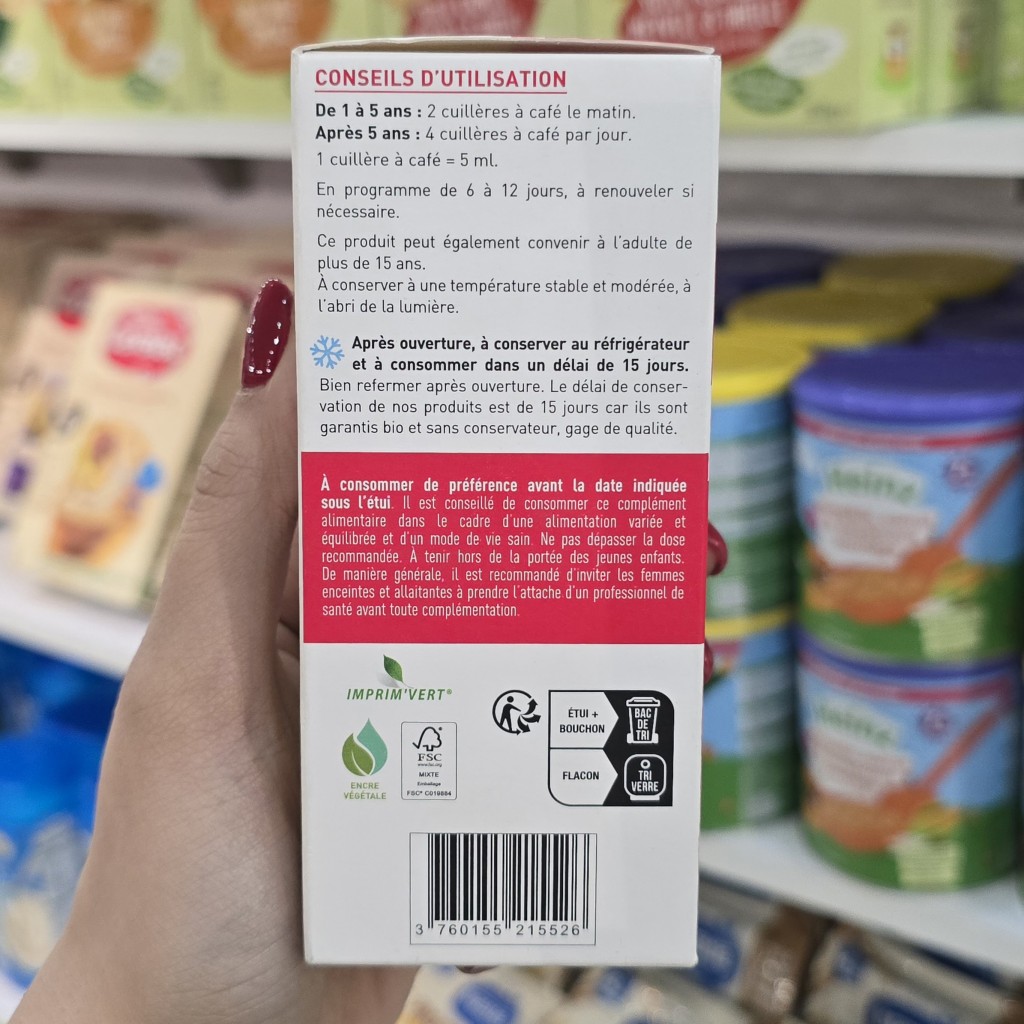 CONSEILS D'UTILISATION
De 1 à 5 ans : 2 cuillères à café le matin.
Après 5 ans : 4 cuillères à café par jour.
1 cuillère à café = 5 ml.
En programme de 6 à 12 jours, à renouveler si
nécessaire.
Ce produit peut également convenir à l'adulte de
plus de 15 ans.
À conserver à une température stable et modérée, à
l'abri de la lumière.
Après ouverture, à conserver au réfrigérateur
et à consommer dans un délai de 15 jours.
Bien refermer après ouverture. Le délai de conser-
vation de nos produits est de 15 jours car ils sont
garantis bio et sans conservateur, gage de qualité.
À consommer de préférence avant la date indiquée
sous l'étui. Il est conseillé de consommer ce complément
alimentaire dans le cadre d'une alimentation variée et
équilibrée et d'un mode de vie sain. Ne pas dépasser la dose
recommandée. À tenir hors de la portée des jeunes enfants.
De manière générale, il est recommandé d'inviter les femmes
enceintes et allaitantes à prendre l'attache d'un professionnel de
santé avant toute complémentation.
IMPRIM'VERT®
ENCRE
VÉGÉTALE
FSC
www.fsc.org
MIXTE
Emballage
FSC® C019884
ÉTUI +
BOUCHON
BAC
DE
TRI
FLACON
TRI
VERRE
3 760155 215526